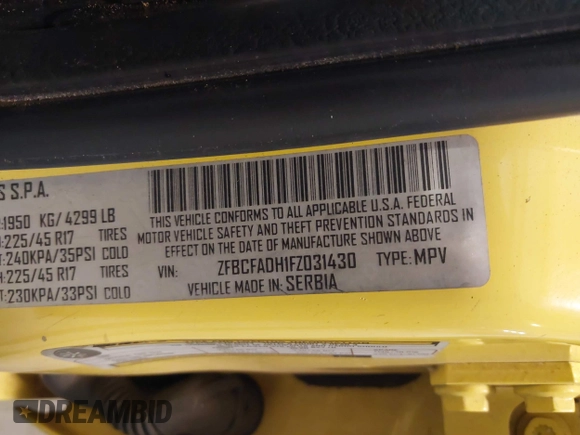 S S.P.A.
:1950 KG/ 4299 LB
:225/45 R17 TIRES
T:240KPA/35PSI COLD
H:225/45 R17 TIRES
T:230KPA/33PSI COLD
THIS VEHICLE CONFORMS TO ALL APPLICABLE U.S.A. FEDERAL
MOTOR VEHICLE SAFETY AND THEFT PREVENTION STANDARDS IN
EFFECT ON THE DATE OF MANUFACTURE SHOWN ABOVE.
VIN: ZFBCFADH1FZ031430 TYPE: MPV
VEHICLE MADE IN: SERBIA
DREAMBID